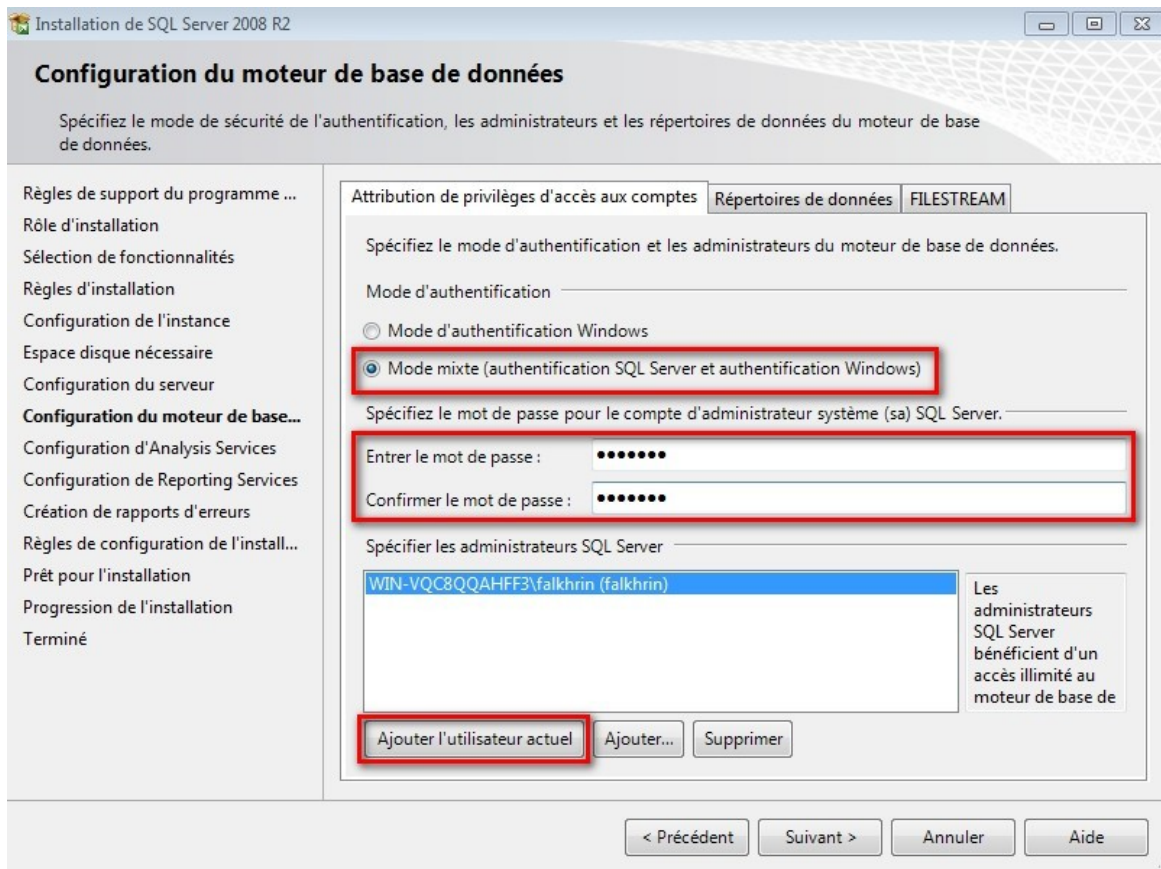 Installation de SQL Server 2008 R2
Configuration du moteur de base de données
Spécifiez le mode de sécurité de l'authentification, les administrateurs et les répertoires de données du moteur de base
de données.
Règles de support du programme ...
Rôle d'installation
Sélection de fonctionnalités
Règles d'installation
Configuration de l'instance
Espace disque nécessaire
Configuration du serveur
Configuration du moteur de base...
Configuration d'Analysis Services
Configuration de Reporting Services
Création de rapports d'erreurs
Règles de configuration de l'install...
Prêt pour l'installation
Progression de l'installation
Terminé
Attribution de privilèges d'accès aux comptes
Répertoires de données
FILESTREAM
Spécifiez le mode d'authentification et les administrateurs du moteur de base de données.
Mode d'authentification
Mode d'authentification Windows
Mode mixte (authentification SQL Server et authentification Windows)
Spécifiez le mot de passe pour le compte d'administrateur système (sa) SQL Server.
Entrer le mot de passe : •••••••
Confirmer le mot de passe : •••••••
Spécifier les administrateurs SQL Server
WIN-VQC8QQAHFF3\falkhrin (falkhrin)
Les
administrateurs
SQL Server
bénéficient d'un
accès illimité au
moteur de base de
Ajouter l'utilisateur actuel
Ajouter...
Supprimer
< Précédent
Suivant >
Annuler
Aide